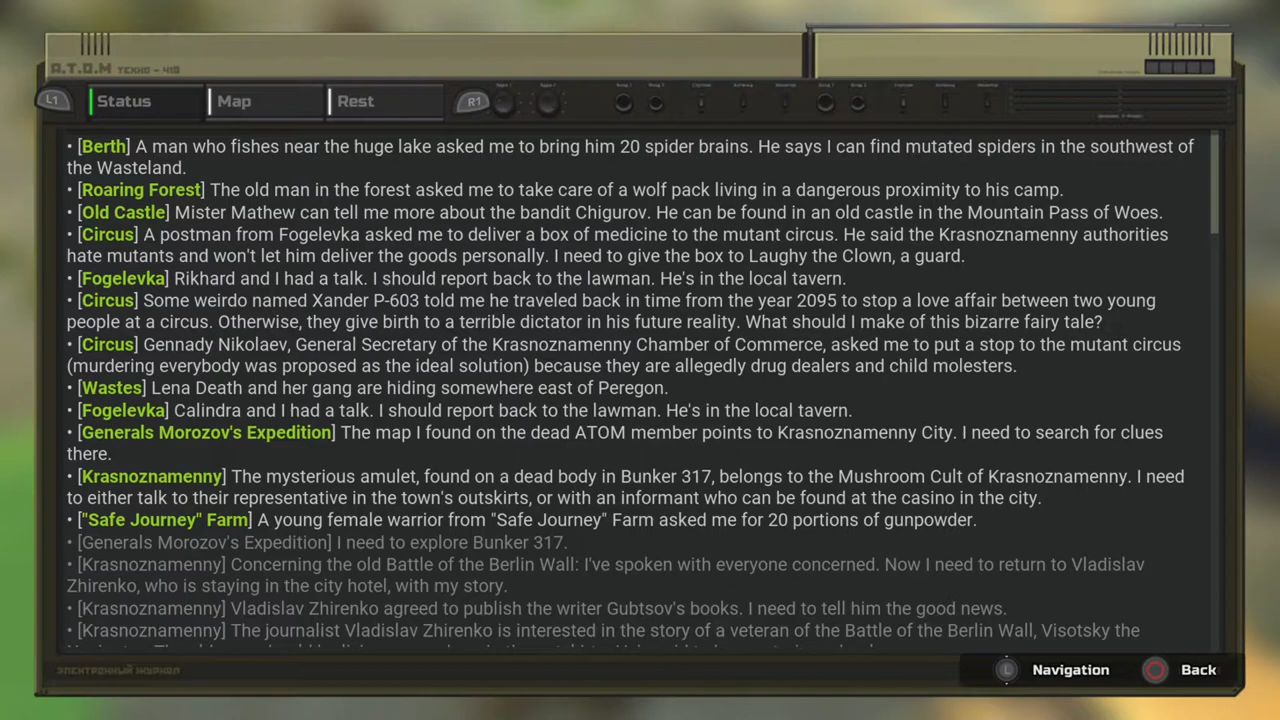 А.Т.О.М ТЕХНО - 410
L1
Status
Map
Rest
R1
• [Berth] A man who fishes near the huge lake asked me to bring him 20 spider brains. He says I can find mutated spiders in the southwest of
the Wasteland.
• [Roaring Forest] The old man in the forest asked me to take care of a wolf pack living in a dangerous proximity to his camp.
• [Old Castle] Mister Mathew can tell me more about the bandit Chigurov. He can be found in an old castle in the Mountain Pass of Woes.
• [Circus] A postman from Fogelevka asked me to deliver a box of medicine to the mutant circus. He said the Krasnoznamenny authorities
hate mutants and won't let him deliver the goods personally. I need to give the box to Laughy the Clown, a guard.
• [Fogelevka] Rikhard and I had a talk. I should report back to the lawman. He's in the local tavern.
• [Circus] Some weirdo named Xander P-603 told me he traveled back in time from the year 2095 to stop a love affair between two young
people at a circus. Otherwise, they give birth to a terrible dictator in his future reality. What should I make of this bizarre fairy tale?
• [Circus] Gennady Nikolaev, General Secretary of the Krasnoznamenny Chamber of Commerce, asked me to put a stop to the mutant circus
(murdering everybody was proposed as the ideal solution) because they are allegedly drug dealers and child molesters.
• [Wastes] Lena Death and her gang are hiding somewhere east of Peregon.
• [Fogelevka] Calindra and I had a talk. I should report back to the lawman. He's in the local tavern.
• [Generals Morozov's Expedition] The map I found on the dead ATOM member points to Krasnoznamenny City. I need to search for clues
there.
• [Krasnoznamenny] The mysterious amulet, found on a dead body in Bunker 317, belongs to the Mushroom Cult of Krasnoznamenny. I need
to either talk to their representative in the town's outskirts, or with an informant who can be found at the casino in the city.
• ["Safe Journey" Farm] A young female warrior from "Safe Journey" Farm asked me for 20 portions of gunpowder.
• [Generals Morozov's Expedition] I need to explore Bunker 317.
• [Krasnoznamenny] Concerning the old Battle of the Berlin Wall: I've spoken with everyone concerned. Now I need to return to Vladislav
Zhirenko, who is staying in the city hotel, with my story.
• [Krasnoznamenny] Vladislav Zhirenko agreed to publish the writer Gubtsov's books. I need to tell him the good news.
• [Krasnoznamenny] The journalist Vladislav Zhirenko is interested in the story of a veteran of the Battle of the Berlin Wall, Visotsky the
ЭЛЕКТРОННЫЙ ЖУРНАЛ
L
Navigation
Back